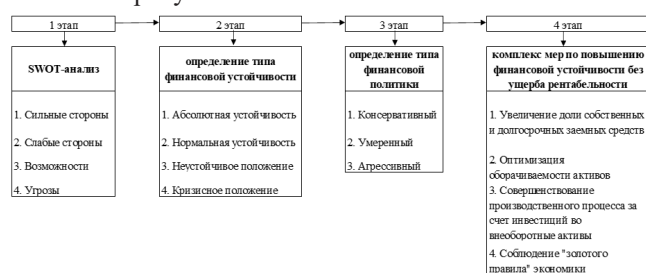 1 этап
SWOT-анализ
1. Сильные стороны
2. Слабые стороны
3. Возможности
4. Угрозы
2 этап
определение типа
финансовой устойчивости
1. Абсолютная устойчивость
2. Нормальная устойчивость
3. Неустойчивое положение
4. Кризисное положение
3 этап
определение типа
финансовой
политики
1. Консервативный
2. Умеренный
3. Агрессивный
4 этап
комплекс мер по повышению
финансовой устойчивости без
ущерба рентабельности
1. Увеличение доли собственных
и долгосрочных заемных средств
2. Оптимизация
оборачиваемости активов
3. Совершенствование
производственного процесса за
счет инвестиций во
внеоборотные активы
4. Соблюдение "золотого
правила" экономики